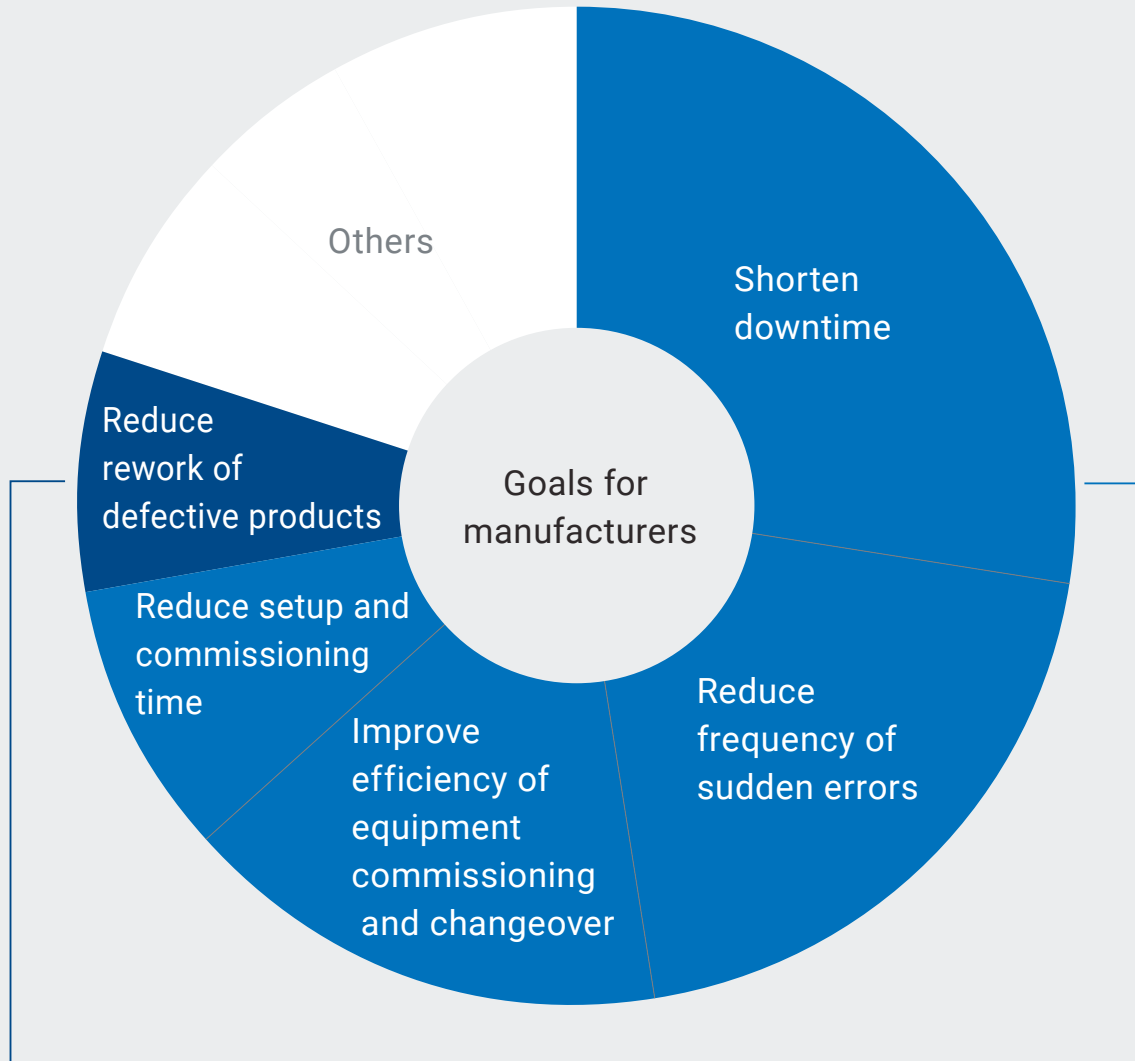 Others
Shorten
downtime
Reduce
rework of
defective products
Goals for
manufacturers
Reduce setup and
commissioning
time
Improve
efficiency of
equipment
commissioning
and changeover
Reduce
frequency of
sudden errors